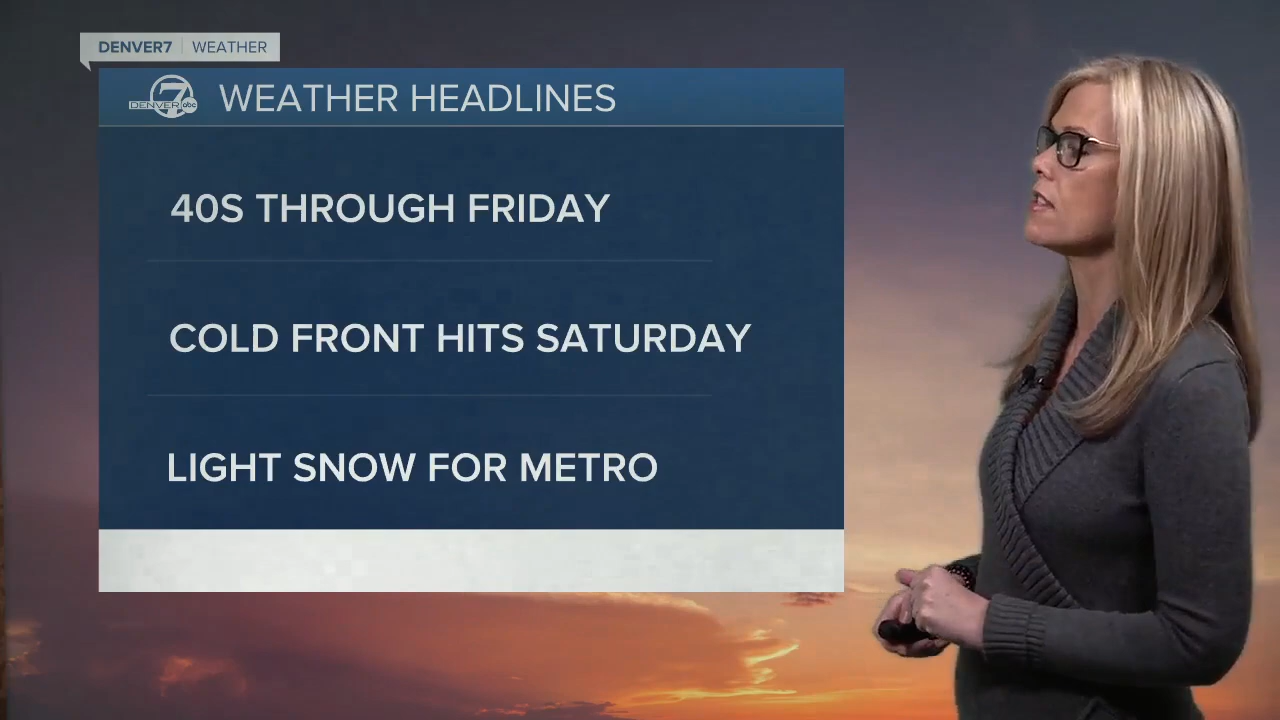 DENVER7 | WEATHER
7
DENVER abc
WEATHER HEADLINES
40S THROUGH FRIDAY
COLD FRONT HITS SATURDAY
LIGHT SNOW FOR METRO